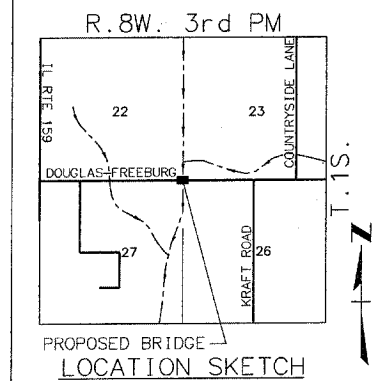 R.8W. 3rd PM
IL RTE 159
22
23
COUNTRYSIDE LANE
DOUGLAS-FREEBURG
T.1S.
27
KRAFT ROAD
26
N
PROPOSED BRIDGE
LOCATION SKETCH